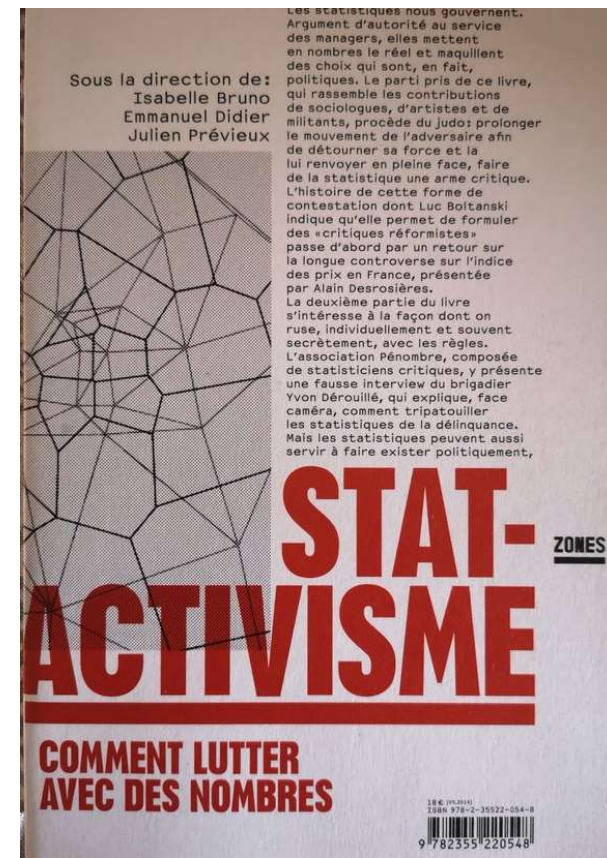 Les statistiques nous gouvernent.
Argument d'autorité au service
des managers, elles mettent
en nombres le réel et maquillent
des choix qui sont, en fait,
politiques. Le parti pris de ce livre,
qui rassemble les contributions
de sociologues, d'artistes et de
militants, procède du judo: prolonger
le mouvement de l'adversaire afin
de détourner sa force et la
lui renvoyer en pleine face, faire
de la statistique une arme critique.
L'histoire de cette forme de
contestation dont Luc Boltanski
indique qu'elle permet de formuler
des «critiques réformistes»
passe d'abord par un retour sur
la longue controverse sur l'indice
des prix en France, présentée
par Alain Desrosières.
La deuxième partie du livre
s'intéresse à la façon dont on
ruse, individuellement et souvent
secrètement, avec les règles.
L'association Pénombre, composée
de statisticiens critiques, y présente
une fausse interview du brigadier
Yvon Dérouillé, qui explique, face
caméra, comment tripatouiller
les statistiques de la délinquance.
Mais les statistiques peuvent aussi
servir à faire exister politiquement,
Sous la direction de:
Isabelle Bruno
Emmanuel Didier
Julien Prévieux
STAT-
ACTIVISME
ZONES
COMMENT LUTTER
AVEC DES NOMBRES
18 € [05.2014]
ISBN 978-2-35522-054-8
9 782355 220548